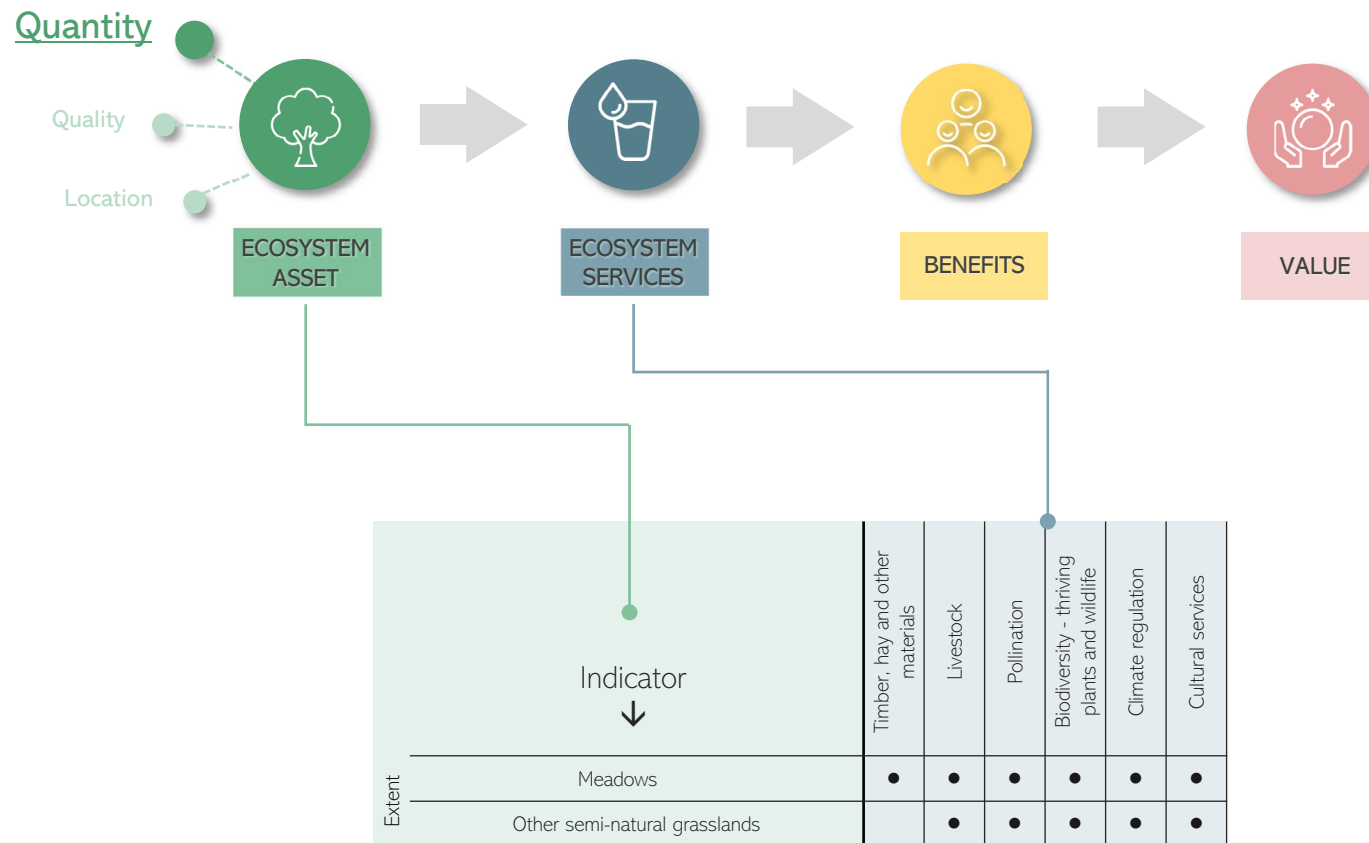 Quantity
Quality
Location
ECOSYSTEM
ASSET
ECOSYSTEM
SERVICES
BENEFITS
VALUE
Indicator
Timber, hay and other
materials
Livestock
Pollination
Biodiversity - thriving
plants and wildlife
Climate regulation
Cultural services
Extent
Meadows
Other semi-natural grasslands